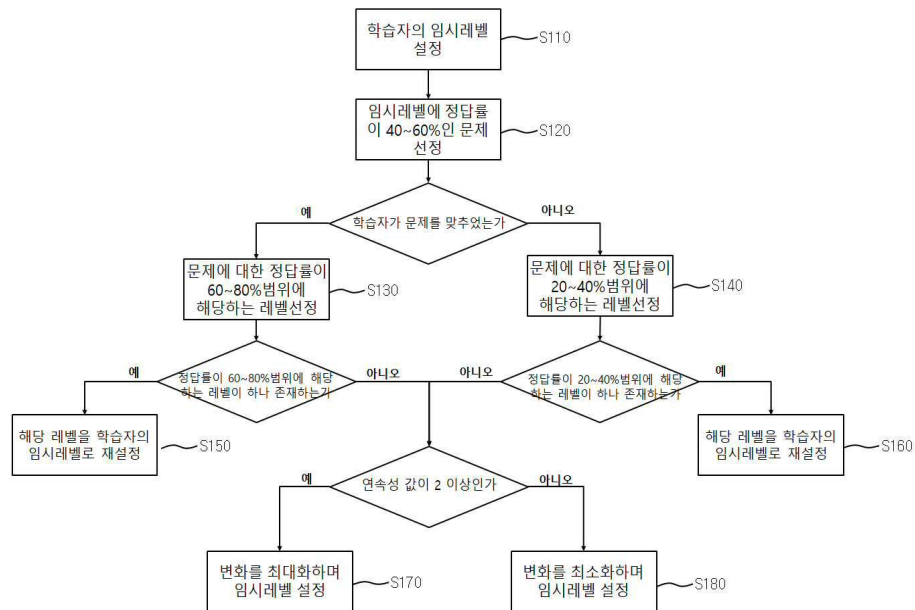 학습자의 임시레벨
설정
S110
임시레벨에 정답률
이 40~60%인 문제
선정
S120
학습자가 문제를 맞추었는가
예
아니오
문제에 대한 정답률이
60~80%범위에
해당하는 레벨선정
S130
문제에 대한 정답률이
20~40%범위에
해당하는 레벨선정
S140
정답률이 60~80%범위에 해당
하는 레벨이 하나 존재하는가
예
아니오
정답률이 20~40%범위에 해당
하는 레벨이 하나 존재하는가
아니오
예
해당 레벨을 학습자의
임시레벨로 재설정
S150
해당 레벨을 학습자의
임시레벨로 재설정
S160
연속성 값이 2 이상인가
예
아니오
변화를 최대화하며
임시레벨 설정
S170
변화를 최소화하며
임시레벨 설정
S180